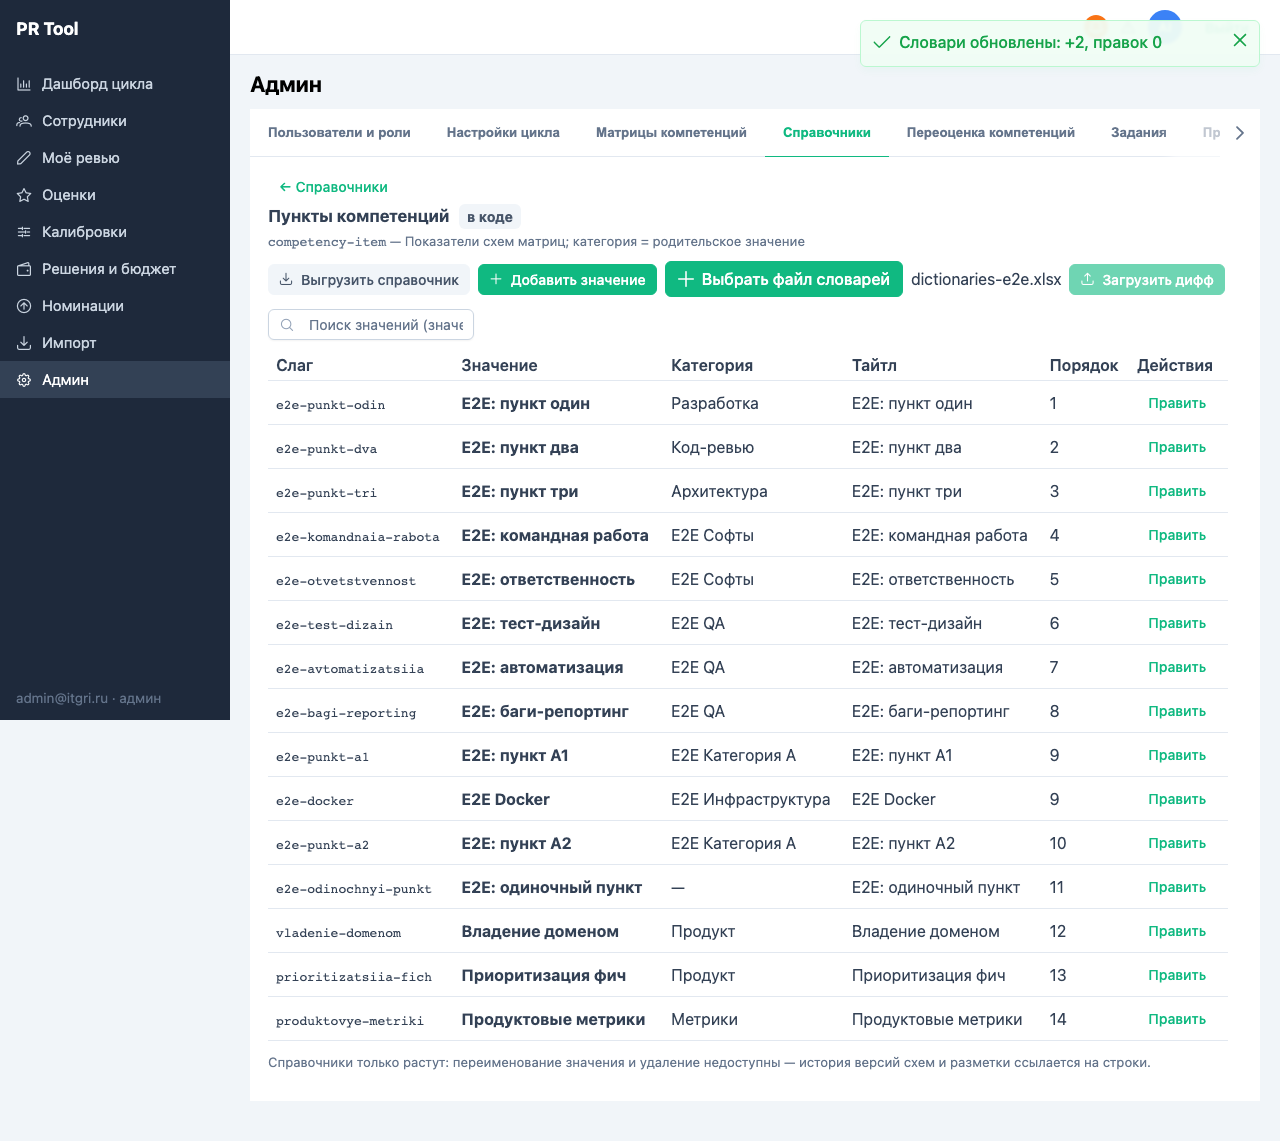 PR Tool
Дашборд цикла
Сотрудники
Моё ревью
Оценки
Калибровки
Решения и бюджет
Номинации
Импорт
Админ
admin@itgri.ru · админ
Словари обновлены: +2, правок 0
Админ
Пользователи и роли Настройки цикла Матрицы компетенций Справочники Переоценка компетенций Задания Пр
← Справочники
Пункты компетенций в коде
competency-item — Показатели схем матриц; категория = родительское значение
Выгрузить справочник Добавить значение Выбрать файл словарей dictionaries-e2e.xlsx Загрузить дифф
Поиск значений (значе
Слаг Значение Категория Тайтл Порядок Действия
e2e-punkt-odin E2E: пункт один Разработка E2E: пункт один 1 Править
e2e-punkt-dva E2E: пункт два Код-ревью E2E: пункт два 2 Править
e2e-punkt-tri E2E: пункт три Архитектура E2E: пункт три 3 Править
e2e-komandnaia-rabota E2E: командная работа E2E Софты E2E: командная работа 4 Править
e2e-otvetstvennost E2E: ответственность E2E Софты E2E: ответственность 5 Править
e2e-test-dizain E2E: тест-дизайн E2E QA E2E: тест-дизайн 6 Править
e2e-avtomatizatsiia E2E: автоматизация E2E QA E2E: автоматизация 7 Править
e2e-bagi-reporting E2E: баги-репортинг E2E QA E2E: баги-репортинг 8 Править
e2e-punkt-a1 E2E: пункт А1 E2E Категория А E2E: пункт А1 9 Править
e2e-docker E2E Docker E2E Инфраструктура E2E Docker 9 Править
e2e-punkt-a2 E2E: пункт А2 E2E Категория А E2E: пункт А2 10 Править
e2e-odinochnyi-punkt E2E: одиночный пункт — E2E: одиночный пункт 11 Править
vladenie-domenom Владение доменом Продукт Владение доменом 12 Править
prioritizatsiia-fich Приоритизация фич Продукт Приоритизация фич 13 Править
produktovye-metriki Продуктовые метрики Метрики Продуктовые метрики 14 Править
Справочники только растут: переименование значения и удаление недоступны — история версий схем и разметки ссылается на строки.